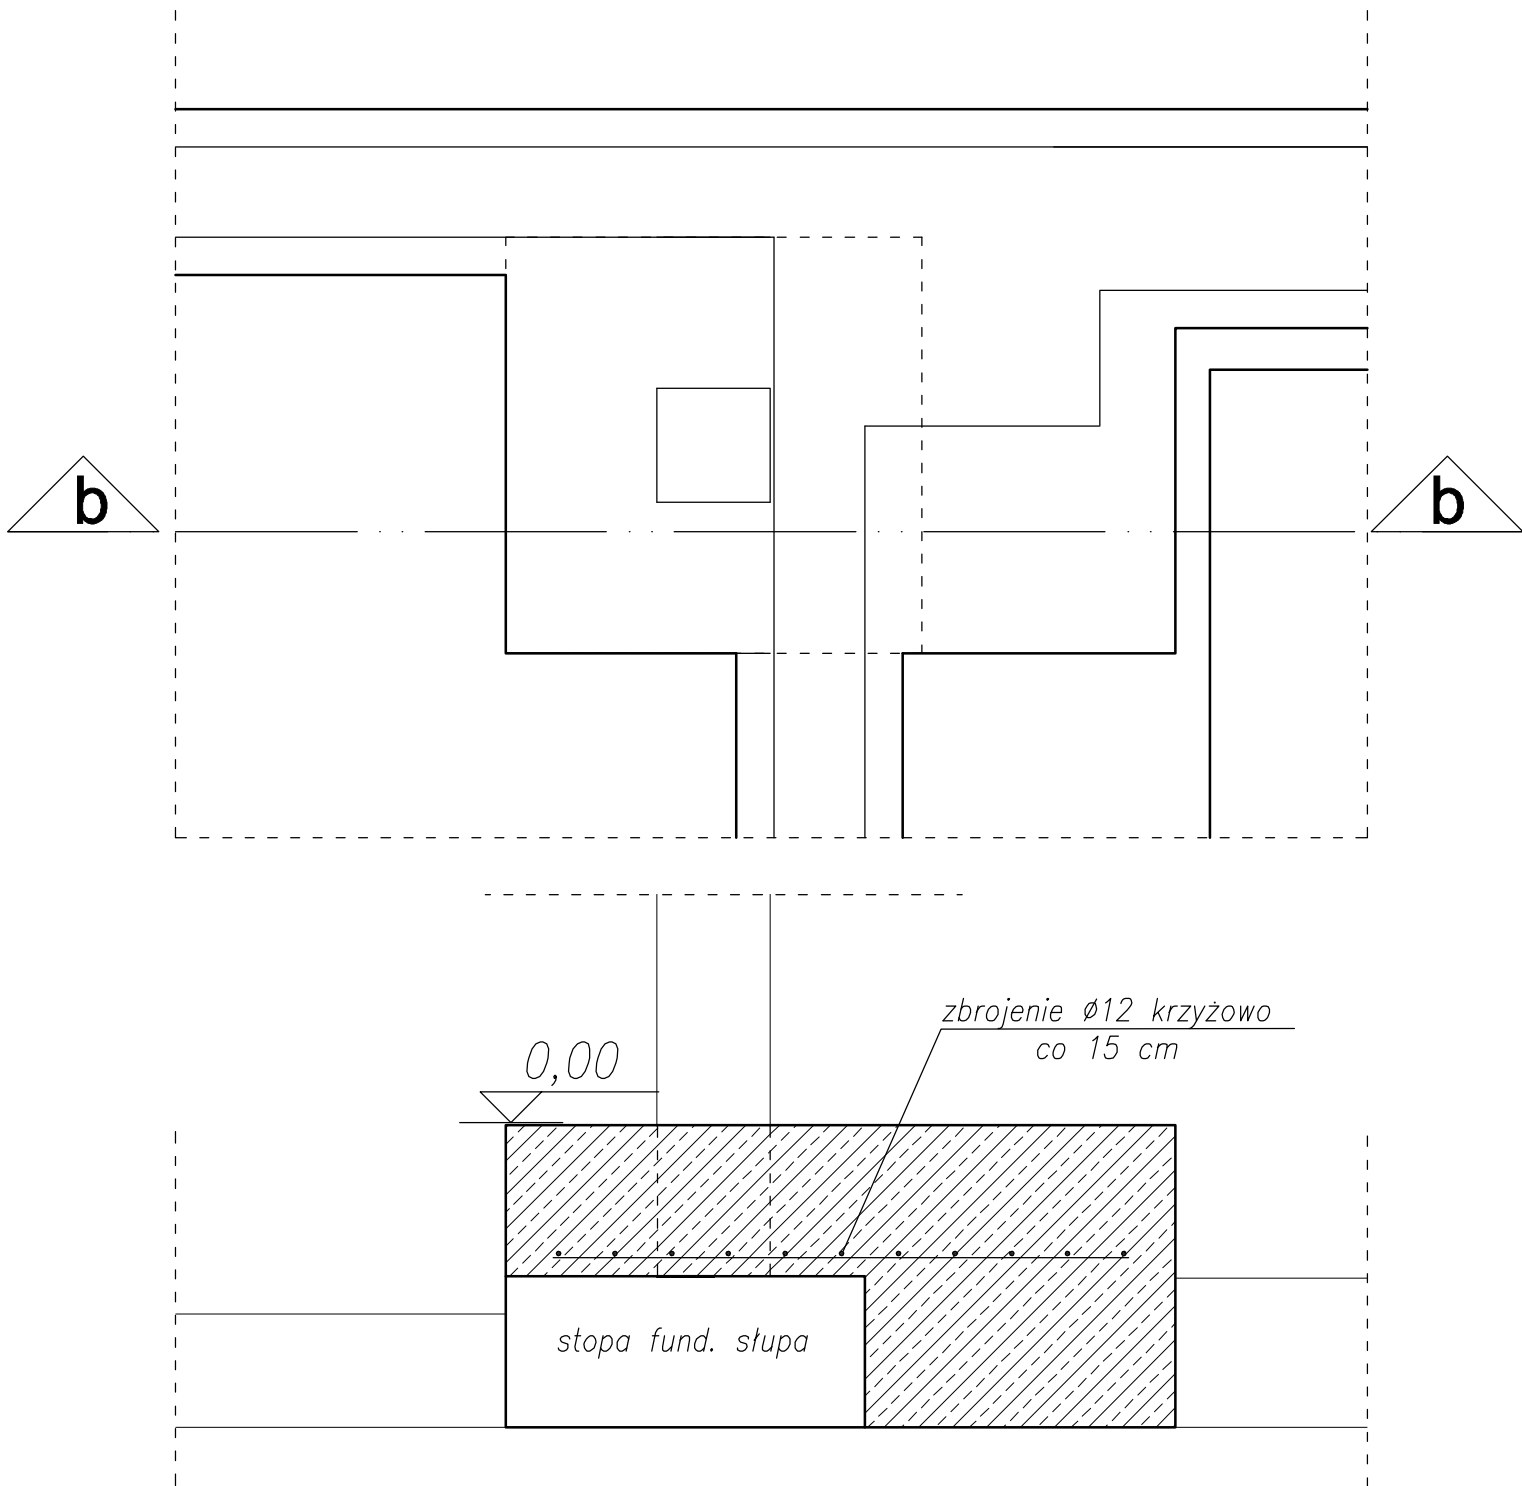 b b
zbrojenie ø12 krzyżowo
co 15 cm
0,00
stopa fund. słupa